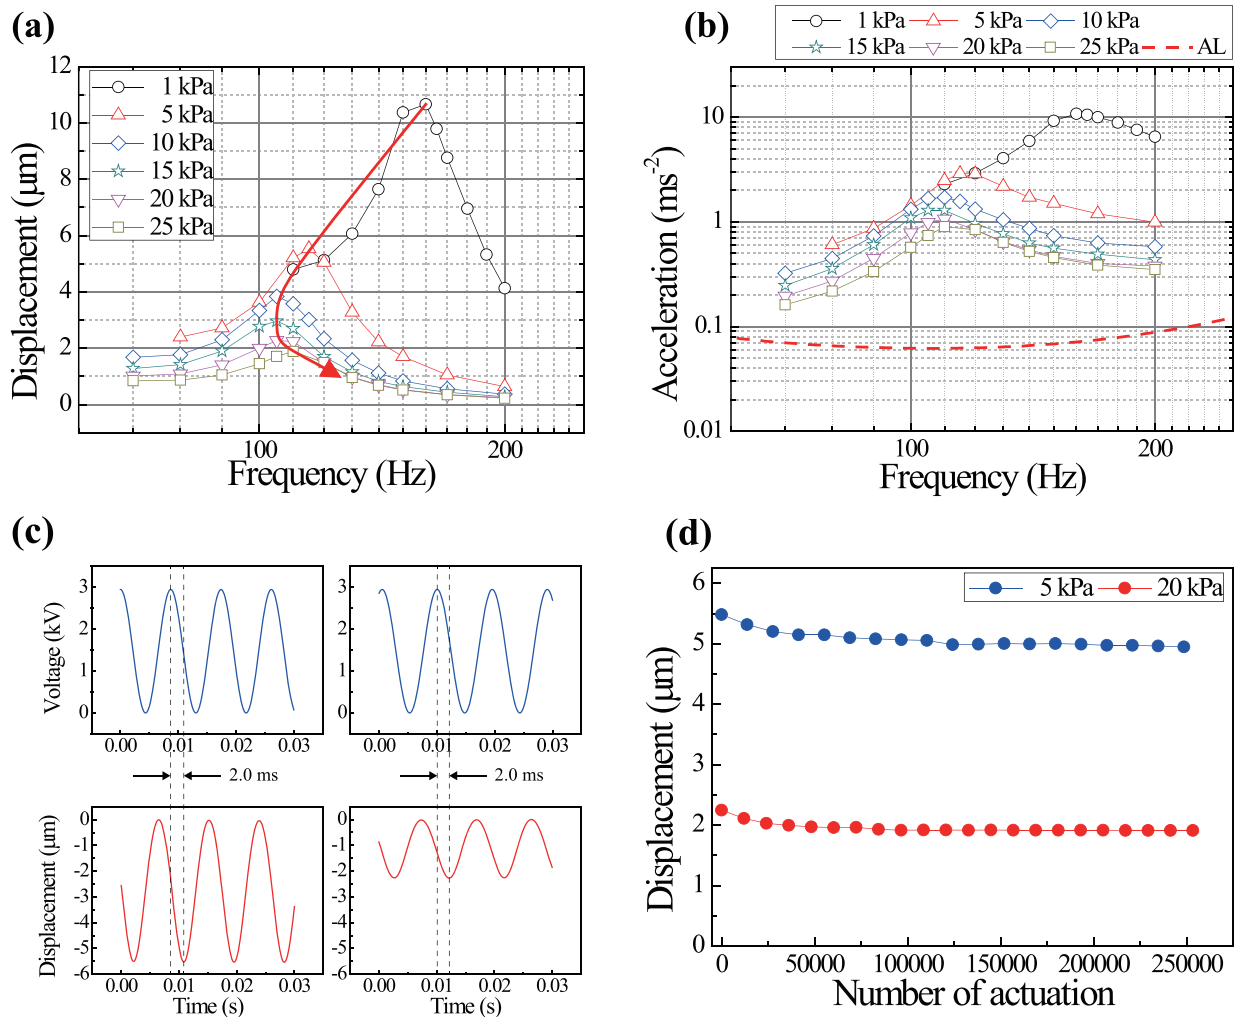 (a)
12
10
8
6
4
2
0
Displacement (μm)
1 kPa
5 kPa
10 kPa
15 kPa
20 kPa
25 kPa
100 200
Frequency (Hz)
(b)
1 kPa 5 kPa 10 kPa
15 kPa 20 kPa 25 kPa AL
10
1
0.1
0.01
Acceleration (ms⁻²)
100 200
Frequency (Hz)
(c)
3
2
1
0
Voltage (kV)
0.00 0.01 0.02 0.03
3
2
1
0
0.00 0.01 0.02 0.03
2.0 ms
2.0 ms
0
-1
-2
-3
-4
-5
-6
Displacement (μm)
0.00 0.01 0.02 0.03
Time (s)
0
-1
-2
-3
-4
-5
-6
0.00 0.01 0.02 0.03
Time (s)
(d)
5 kPa 20 kPa
6
5
4
3
2
1
0
Displacement (μm)
0 50000 100000 150000 200000 250000
Number of actuation